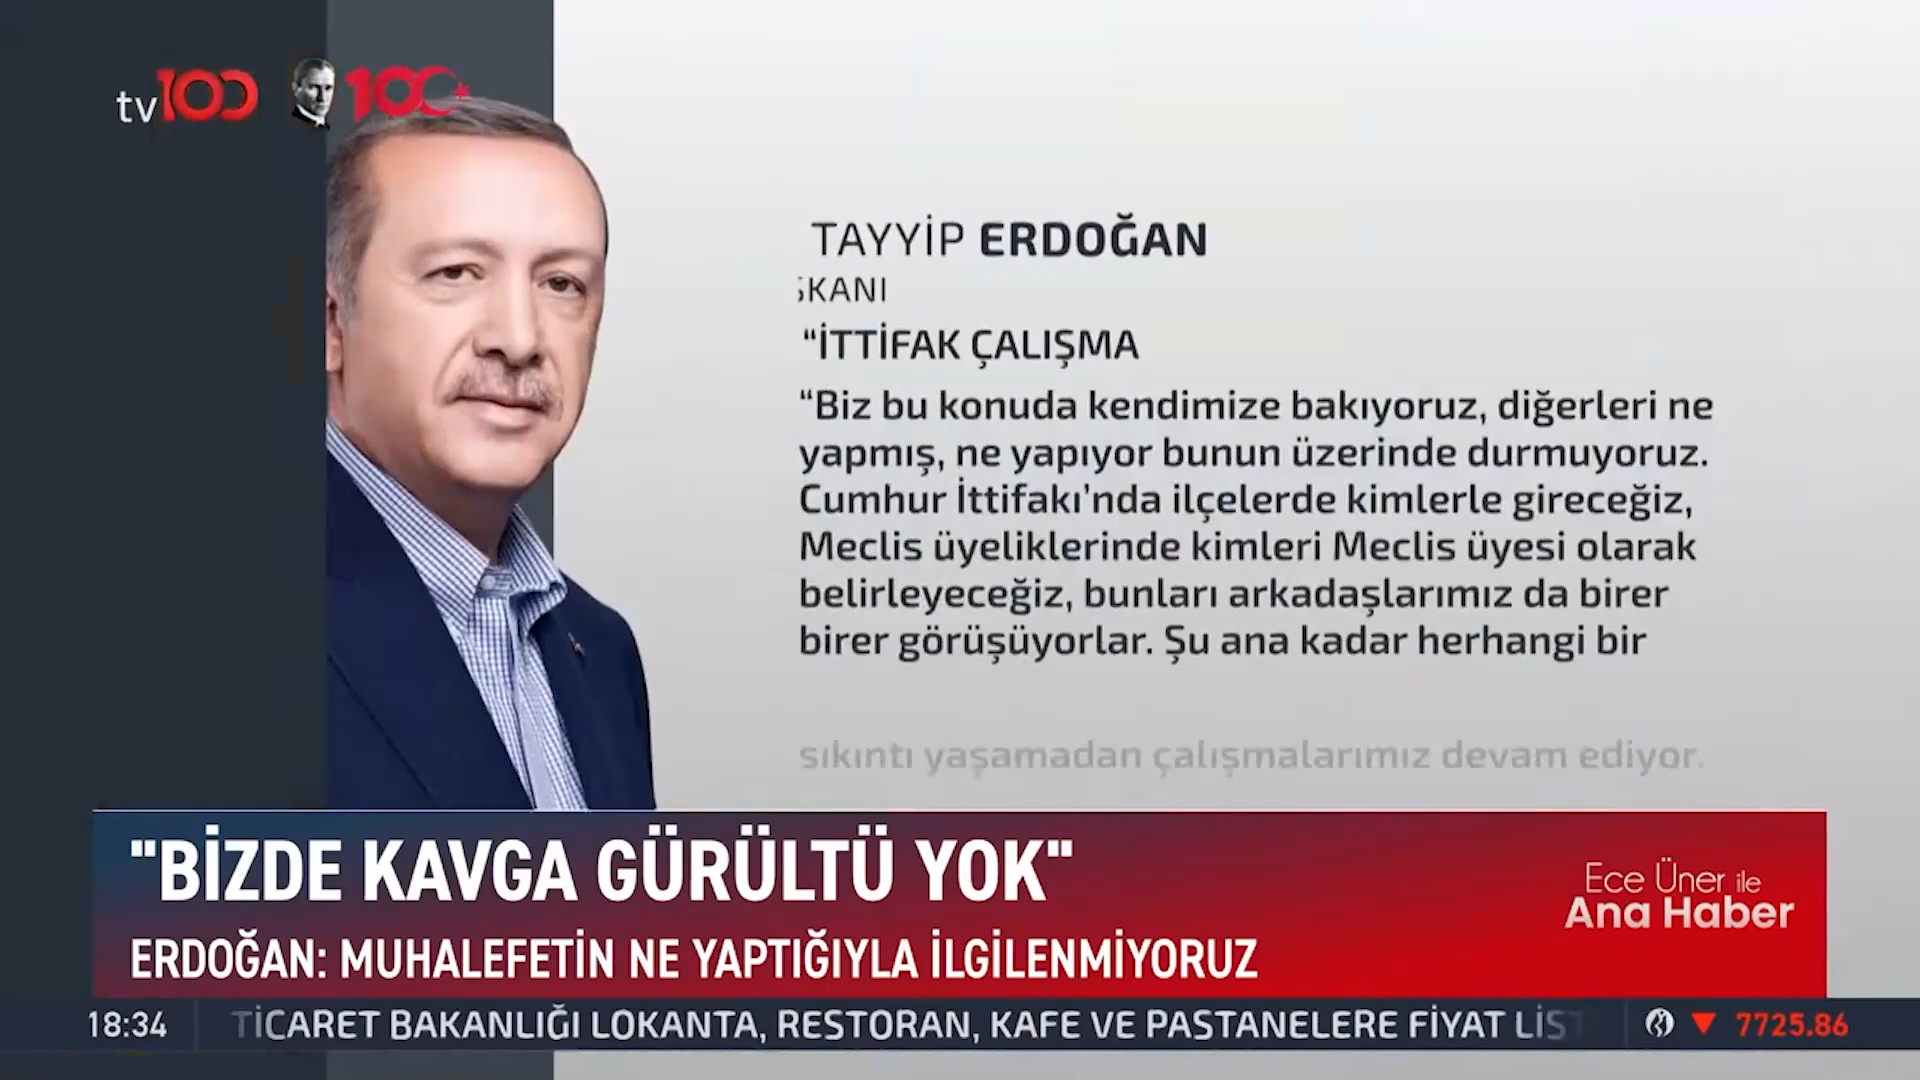 tv100
100
TAYYİP ERDOĞAN
ŞKANI
“İTTİFAK ÇALIŞMA
“Biz bu konuda kendimize bakıyoruz, diğerleri ne
yapmış, ne yapıyor bunun üzerinde durmuyoruz.
Cumhur İttifakı’nda ilçelerde kimlerle gireceğiz,
Meclis üyeliklerinde kimleri Meclis üyesi olarak
belirleyeceğiz, bunları arkadaşlarımız da birer
birer görüşüyorlar. Şu ana kadar herhangi bir
sıkıntı yaşamadan çalışmalarımız devam ediyor.
"BİZDE KAVGA GÜRÜLTÜ YOK"
ERDOĞAN: MUHALEFETİN NE YAPTIĞIYLA İLGİLENMİYORUZ
Ece Üner ile
Ana Haber
18:34 TİCARET BAKANLIĞI LOKANTA, RESTORAN, KAFE VE PASTANELERE FİYAT LİST 7725.86